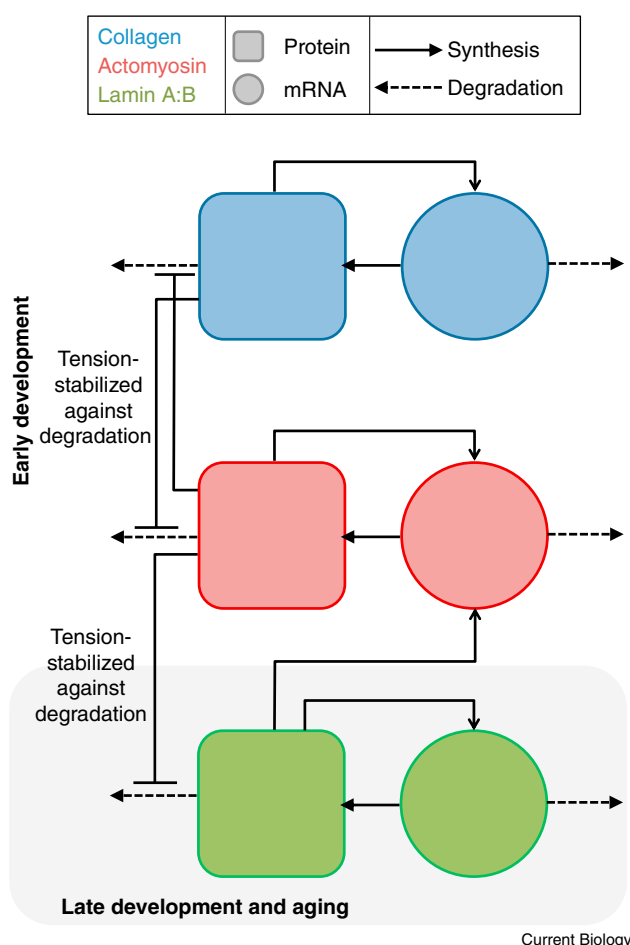 Collagen
Actomyosin
Lamin A:B
Protein
mRNA
Synthesis
Degradation
Early development
Tension-
stabilized
against
degradation
Tension-
stabilized
against
degradation
Late development and aging
Current Biology